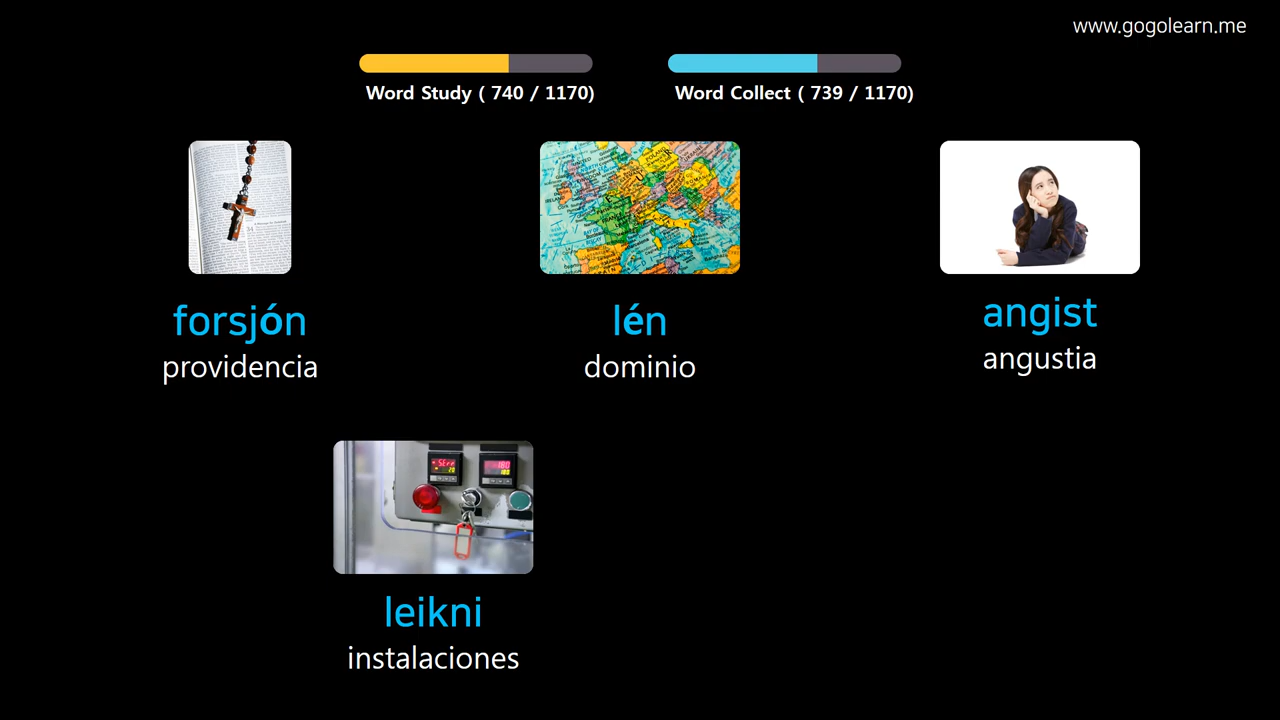 www.gogolearn.me
Word Study ( 740 / 1170)
Word Collect ( 739 / 1170)
forsjón
providencia
lén
dominio
angist
angustia
leikni
instalaciones